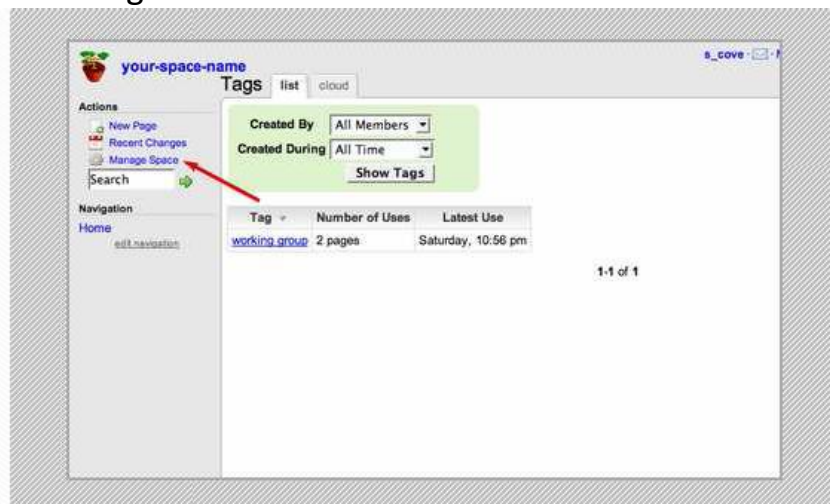 your-space-name
s_cove
Tags list cloud
Actions
New Page
Recent Changes
Manage Space
Search
Navigation
Home
edit navigation
Created By All Members
Created During All Time
Show Tags
Tag Number of Uses Latest Use
working group 2 pages Saturday, 10:56 pm
1-1 of 1